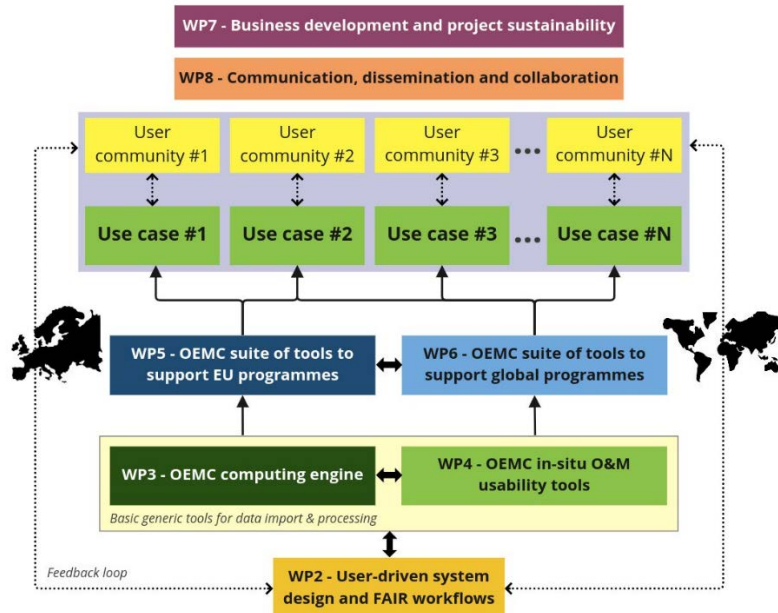 WP7 - Business development and project sustainability
WP8 - Communication, dissemination and collaboration
User
community #1
User
community #2
User
community #3
...
User
community #N
Use case #1
Use case #2
Use case #3
...
Use case #N
WP5 - OEMC suite of tools to
support EU programmes
WP6 - OEMC suite of tools to
support global programmes
WP3 - OEMC computing engine
WP4 - OEMC in-situ O&M
usability tools
Basic generic tools for data import & processing
Feedback loop
WP2 - User-driven system
design and FAIR workflows